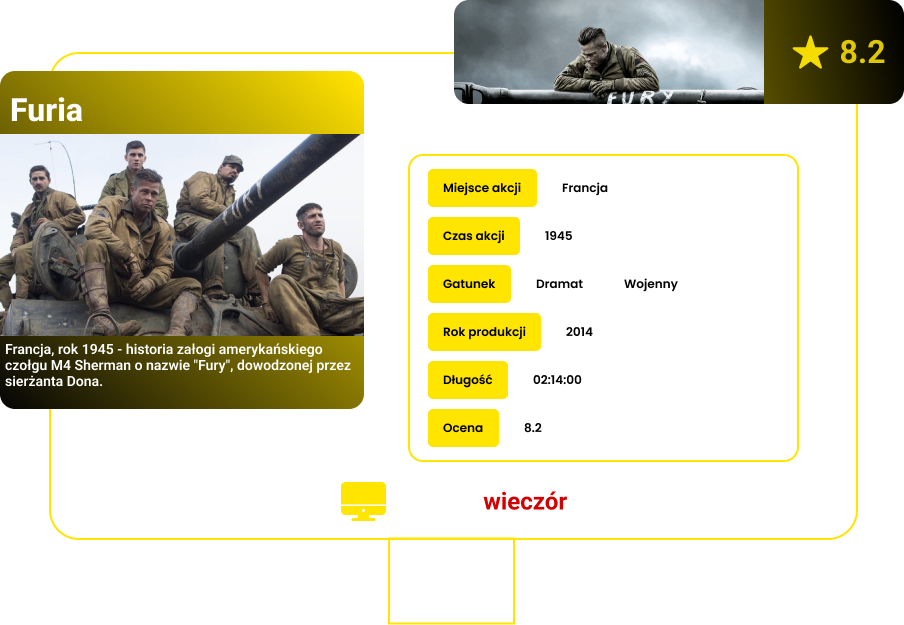 8.2
Furia
FURY
Francja, rok 1945 - historia załogi amerykańskiego
czołgu M4 Sherman o nazwie "Fury", dowodzonej przez
sierżanta Dona.
Miejsce akcji Francja
Czas akcji 1945
Gatunek Dramat Wojenny
Rok produkcji 2014
Długość 02:14:00
Ocena 8.2
wieczór